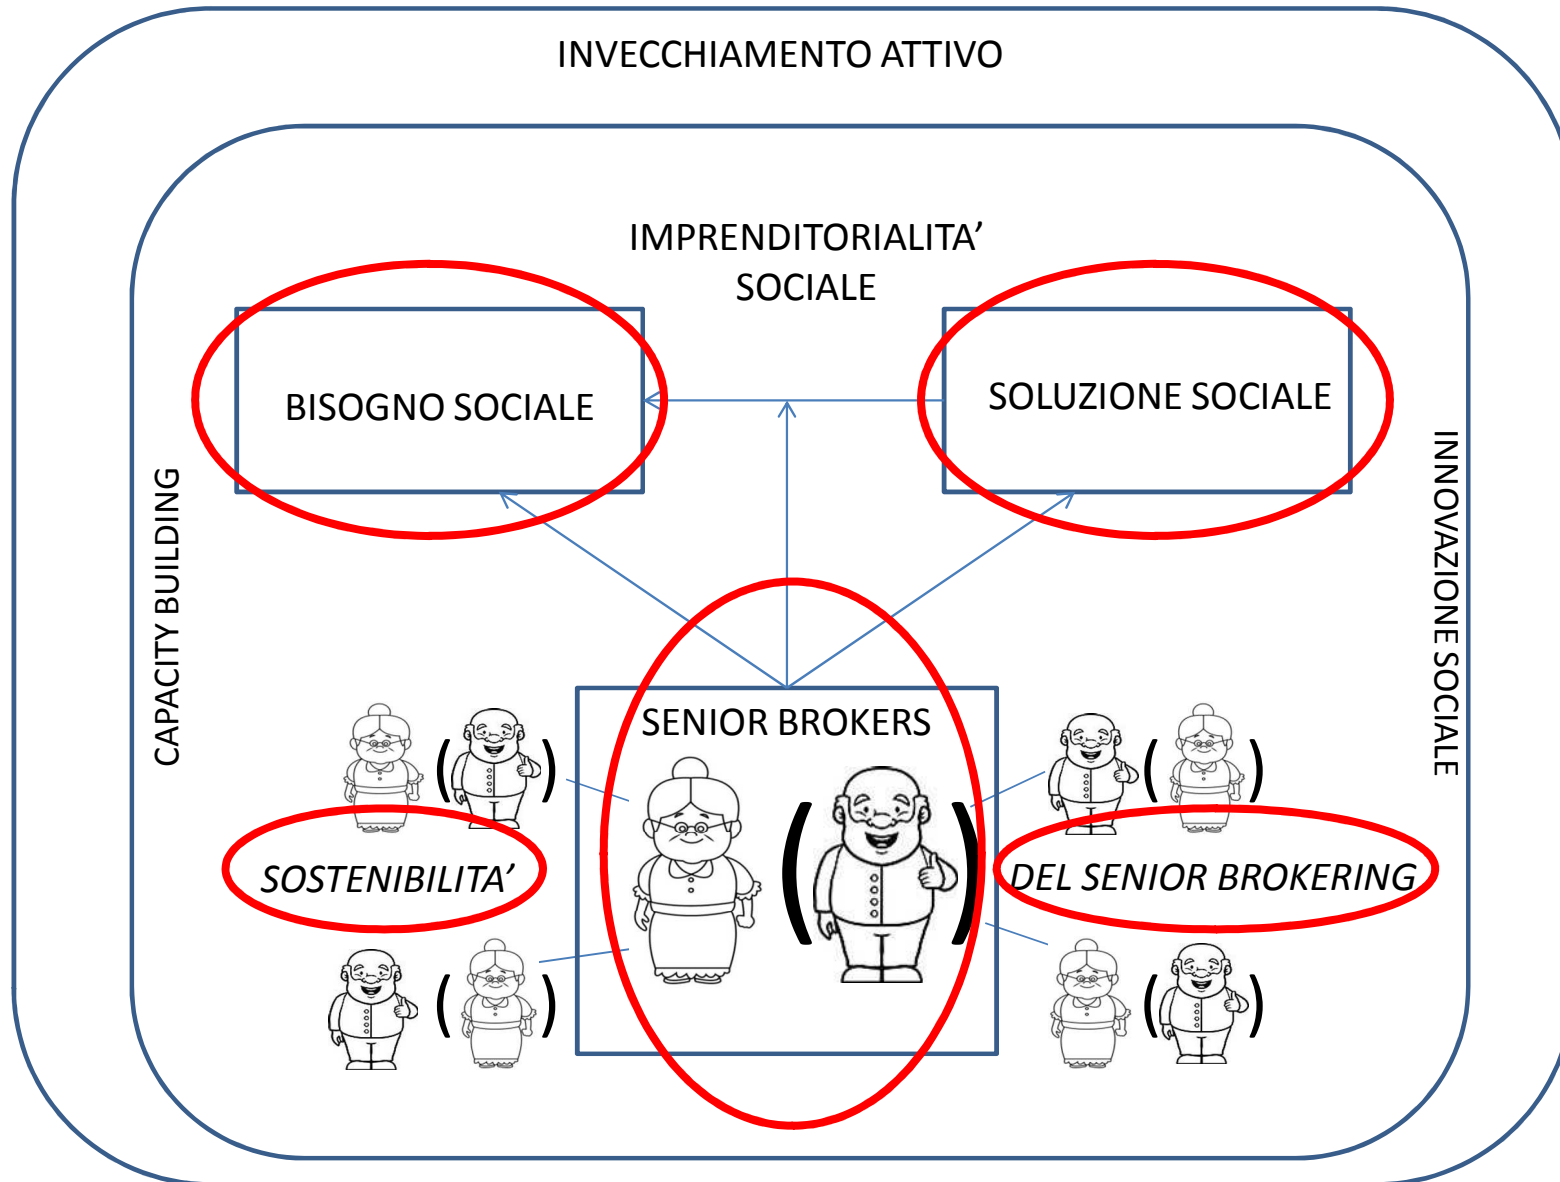 INVECCHIAMENTO ATTIVO
IMPRENDITORIALITA’
SOCIALE
BISOGNO SOCIALE
SOLUZIONE SOCIALE
CAPACITY BUILDING
INNOVAZIONE SOCIALE
SENIOR BROKERS
( )
( )
( )
SOSTENIBILITA’
DEL SENIOR BROKERING
( )
( )